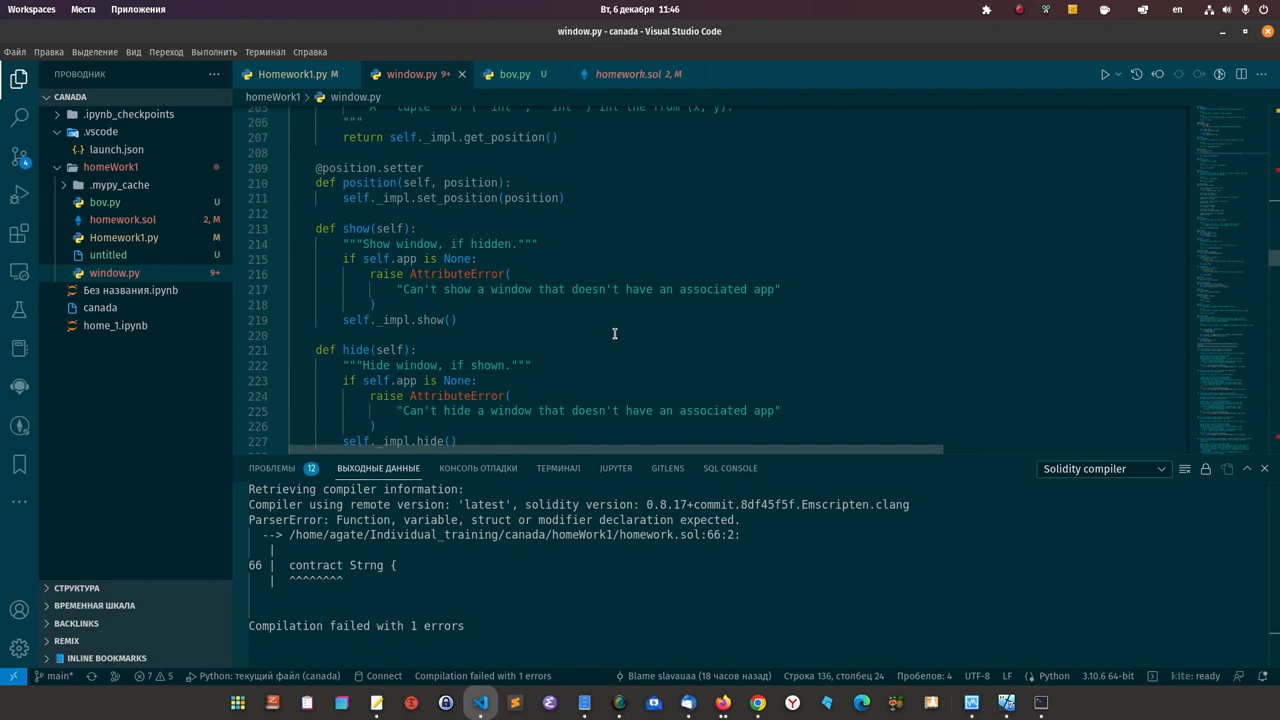 Workspaces Места Приложения Вт, 6 декабря 11:46 en
window.py - canada - Visual Studio Code
Файл Правка Выделение Вид Переход Выполнить Терминал Справка
ПРОВОДНИК ··· Homework1.py M window.py 9+ bov.py U homework.sol 2, M
CANADA homeWork1 > window.py
.ipynb_checkpoints
.vscode
launch.json
homeWork1
.mypy_cache
bov.py U
homework.sol 2, M
Homework1.py M
untitled U
window.py 9+
Без названия.ipynb
canada
home_1.ipynb
СТРУКТУРА
ВРЕМЕННАЯ ШКАЛА
BACKLINKS
REMIX
INLINE BOOKMARKS
4
205 A ``tuple`` of (``int``, ``int``) int the from (x, y).
206 """
207 return self._impl.get_position()
208
209 @position.setter
210 def position(self, position):
211 self._impl.set_position(position)
212
213 def show(self):
214 """Show window, if hidden."""
215 if self.app is None:
216 raise AttributeError(
217 "Can't show a window that doesn't have an associated app"
218 )
219 self._impl.show()
220
221 def hide(self):
222 """Hide window, if shown."""
223 if self.app is None:
224 raise AttributeError(
225 "Can't hide a window that doesn't have an associated app"
226 )
227 self._impl.hide()
ПРОБЛЕМЫ 12 ВЫХОДНЫЕ ДАННЫЕ КОНСОЛЬ ОТЛАДКИ ТЕРМИНАЛ JUPYTER GITLENS SQL CONSOLE Solidity compiler
Retrieving compiler information:
Compiler using remote version: 'latest', solidity version: 0.8.17+commit.8df45f5f.Emscripten.clang
ParserError: Function, variable, struct or modifier declaration expected.
--> /home/agate/Individual_training/canada/homeWork1/homework.sol:66:2:
|
66 | contract Strng {
| ^^^^^^^^
Compilation failed with 1 errors
main* 7 5 Python: текущий файл (canada) Connect Compilation failed with 1 errors Blame slavauaa (18 часов назад) Строка 136, столбец 24 UTF-8 LF Python 3.10.6 64-bit kite: ready